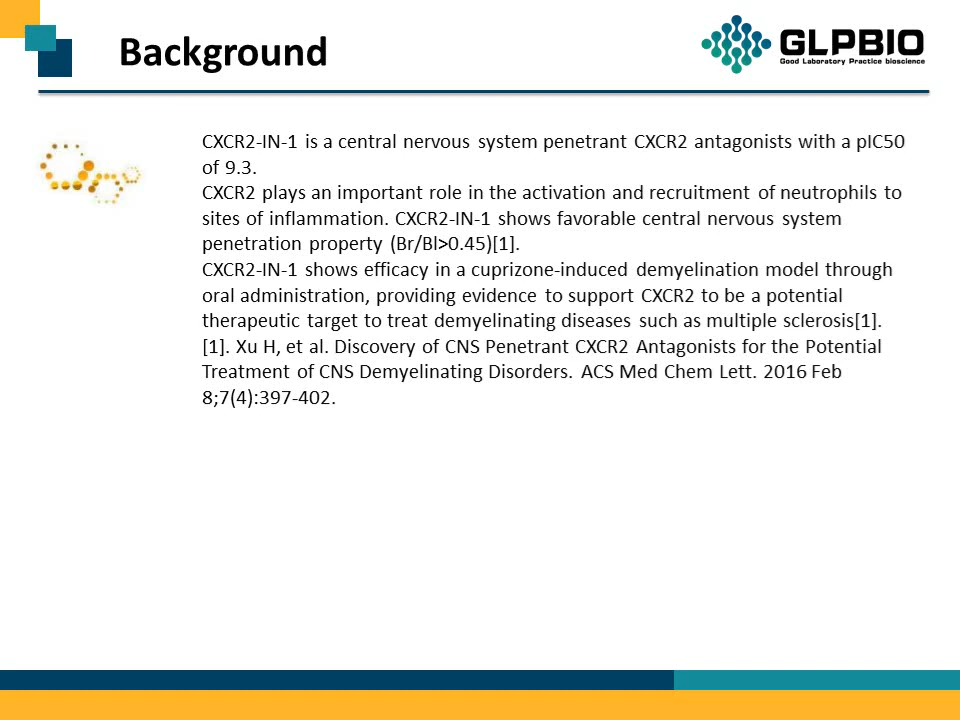 Background
GLPBIO
Good Laboratory Practice bioscience
CXCR2-IN-1 is a central nervous system penetrant CXCR2 antagonists with a pIC50
of 9.3.
CXCR2 plays an important role in the activation and recruitment of neutrophils to
sites of inflammation. CXCR2-IN-1 shows favorable central nervous system
penetration property (Br/Bl>0.45)[1].
CXCR2-IN-1 shows efficacy in a cuprizone-induced demyelination model through
oral administration, providing evidence to support CXCR2 to be a potential
therapeutic target to treat demyelinating diseases such as multiple sclerosis[1].
[1]. Xu H, et al. Discovery of CNS Penetrant CXCR2 Antagonists for the Potential
Treatment of CNS Demyelinating Disorders. ACS Med Chem Lett. 2016 Feb
8;7(4):397-402.